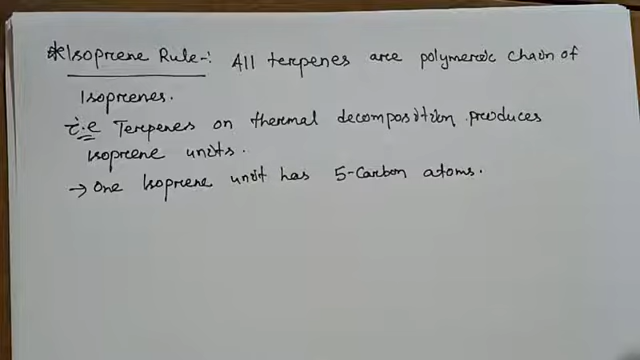 *Isoprene Rule-: All terpenes are polymeric chain of
Isoprenes.
i.e Terpenes on thermal decomposition produces
isoprene units.
→ One Isoprene unit has 5-Carbon atoms.